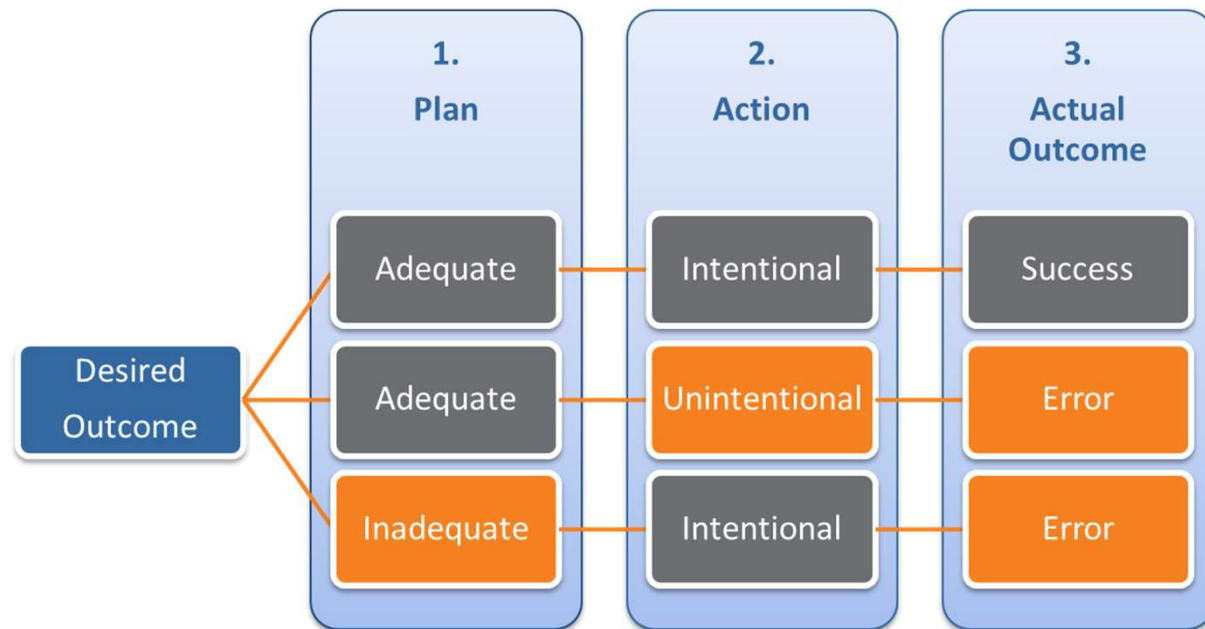 1.
Plan
2.
Action
3.
Actual
Outcome
Desired
Outcome
Adequate
Intentional
Success
Adequate
Unintentional
Error
Inadequate
Intentional
Error